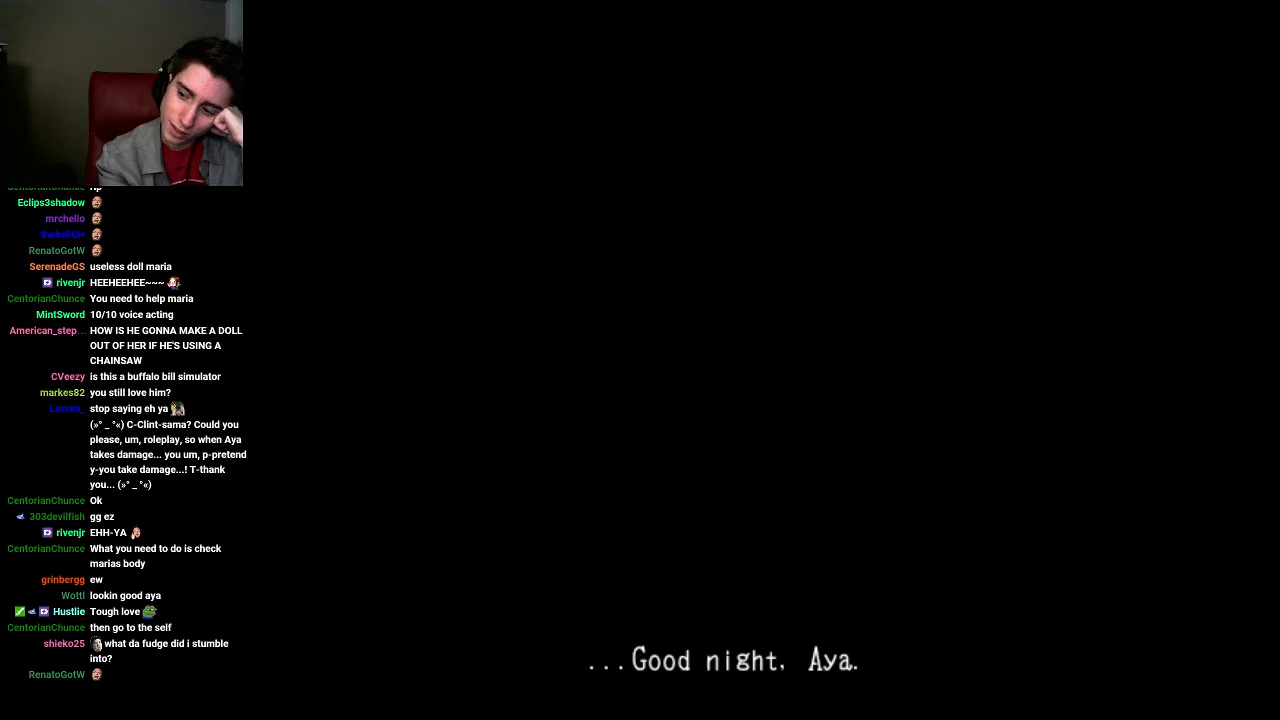 Eclips3shadow
mrchello
RenatoGotW
SerenadeGS useless doll maria
rivenjr HEEHEEHEE~~~
CentorianChunce You need to help maria
MintSword 10/10 voice acting
American_step... HOW IS HE GONNA MAKE A DOLL
OUT OF HER IF HE'S USING A
CHAINSAW
CVeezy is this a buffalo bill simulator
markes82 you still love him?
stop saying eh ya
(»° _ °«) C-Clint-sama? Could you
please, um, roleplay, so when Aya
takes damage... you um, p-pretend
y-you take damage...! T-thank
you... (»° _ °«)
CentorianChunce Ok
303devilfish gg ez
rivenjr EHH-YA
CentorianChunce What you need to do is check
marias body
grinbergg ew
Wottl lookin good aya
Hustlie Tough love
CentorianChunce then go to the self
shieko25 what da fudge did i stumble
into?
RenatoGotW
...Good night, Aya.